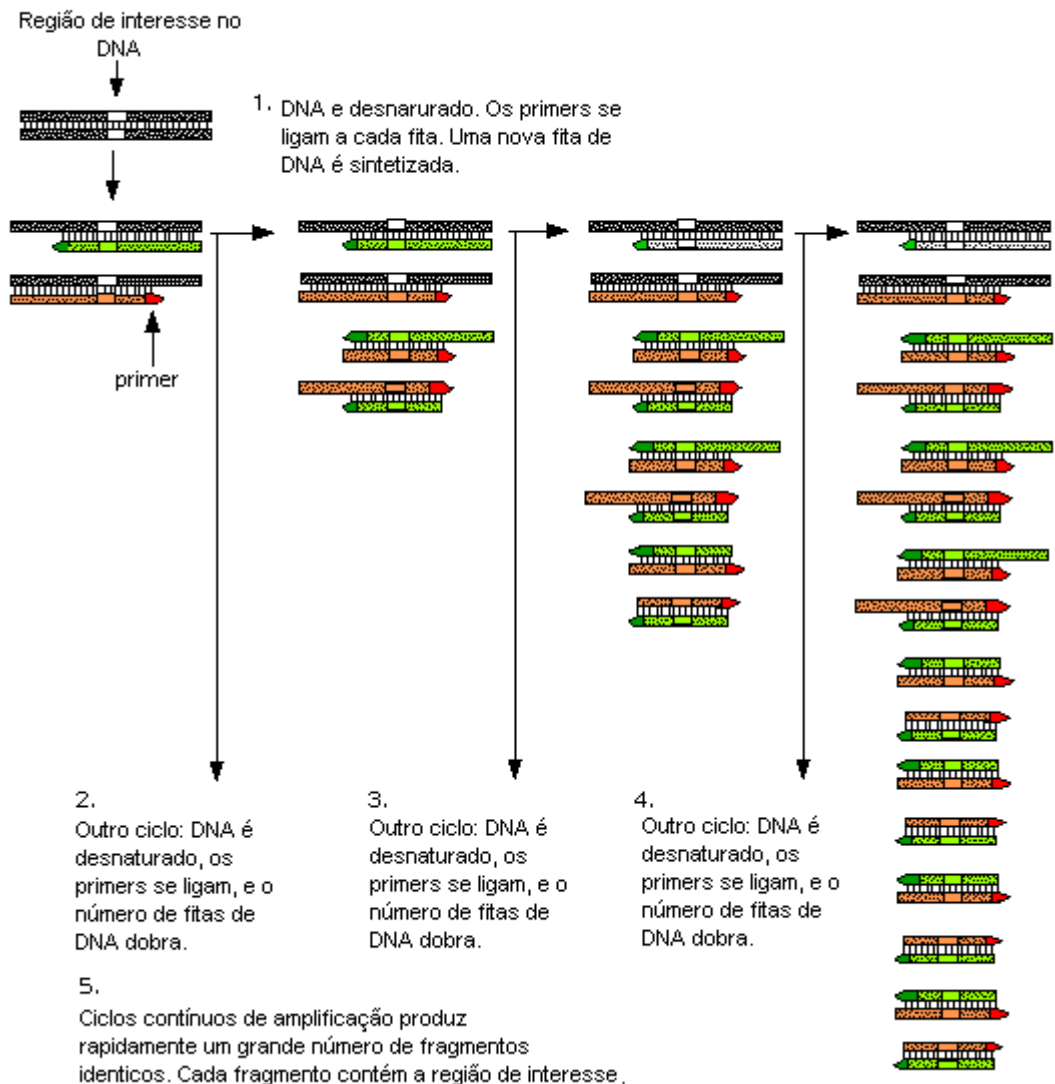 Região de interesse no
DNA
1. DNA e desnarurado. Os primers se
ligam a cada fita. Uma nova fita de
DNA é sintetizada.
primer
2.
Outro ciclo: DNA é
desnaturado, os
primers se ligam, e o
número de fitas de
DNA dobra.
3.
Outro ciclo: DNA é
desnaturado, os
primers se ligam, e o
número de fitas de
DNA dobra.
4.
Outro ciclo: DNA é
desnaturado, os
primers se ligam, e o
número de fitas de
DNA dobra.
5.
Ciclos contínuos de amplificação produz
rapidamente um grande número de fragmentos
identicos. Cada fragmento contém a região de interesse.